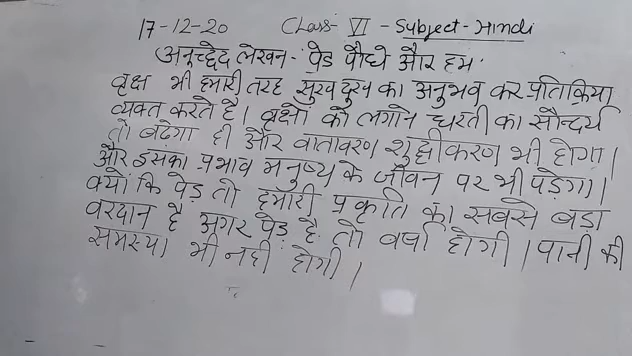 17-12-20 Class- VI - Subject - Hindi
अनुच्छेद लेखन - पेड़ पौधे और हम
वृक्ष भी हमारी तरह सुख दुख का अनुभव कर प्रतिक्रिया
व्यक्त करते है। वृक्षो को लगाने धरती का सौन्दर्य
तो बढेगा ही और वातावरण शुद्धीकरण भी होगा।
और इसका प्रभाव मनुष्य के जीवन पर भी पड़ेगा।
क्यों कि पेड़ तो हमारी प्रकृति का सबसे बड़ा
वरदान है अगर पेड़ है तो वर्षा होगी। पानी की
समस्या भी नही होगी।